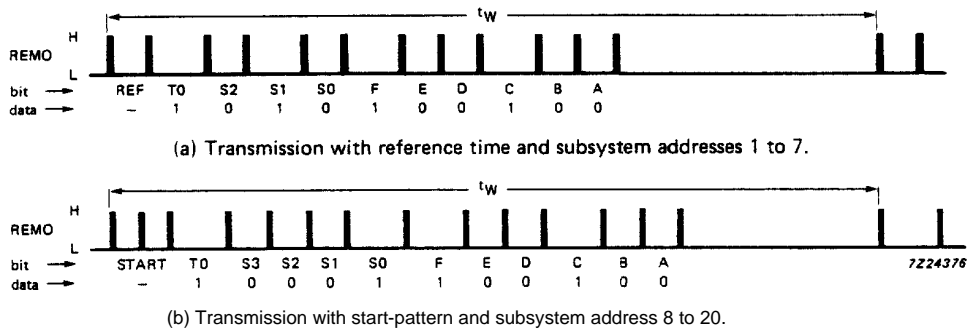 tW
H
REMO
L
bit → REF T0 S2 S1 S0 F E D C B A
data → – 1 0 1 0 1 0 0 1 0 0
(a) Transmission with reference time and subsystem addresses 1 to 7.
tW
H
REMO
L
bit → START T0 S3 S2 S1 S0 F E D C B A 7Z24376
data → – 1 0 0 0 1 1 0 0 1 0 0
(b) Transmission with start-pattern and subsystem address 8 to 20.